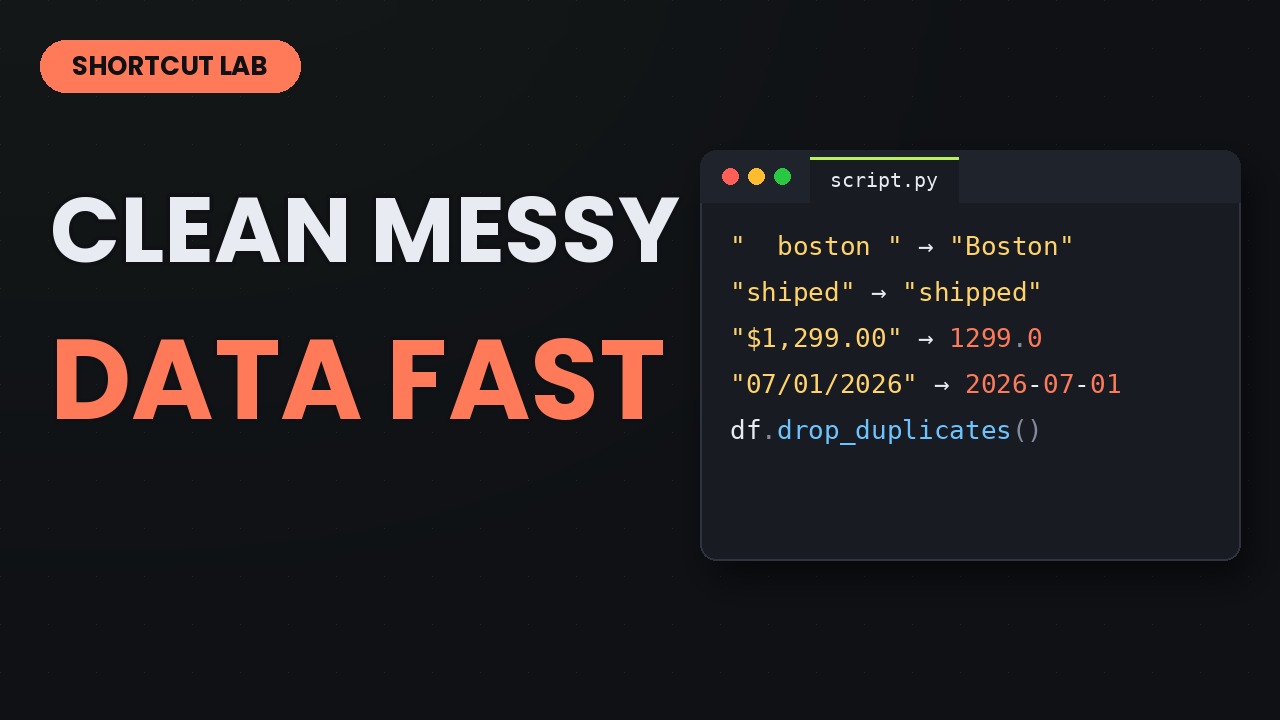 SHORTCUT LAB
CLEAN MESSY
DATA FAST
script.py
"  boston " → "Boston"
"shiped" → "shipped"
"$1,299.00" → 1299.0
"07/01/2026" → 2026-07-01
df.drop_duplicates()